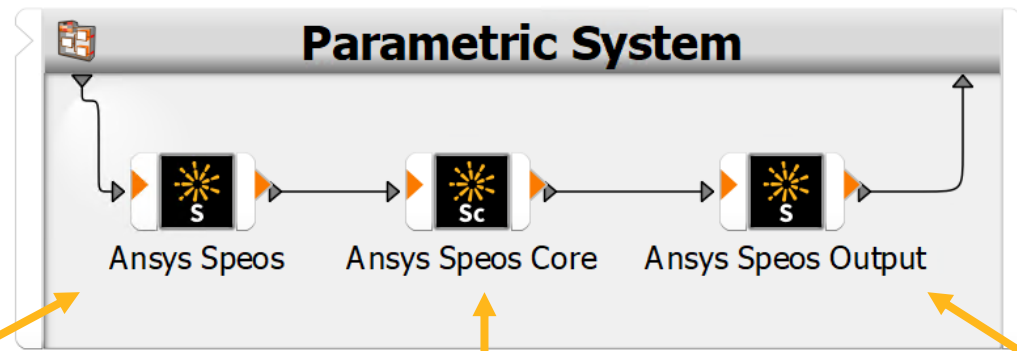 Parametric System
S
Sc
S
Ansys Speos
Ansys Speos Core
Ansys Speos Output